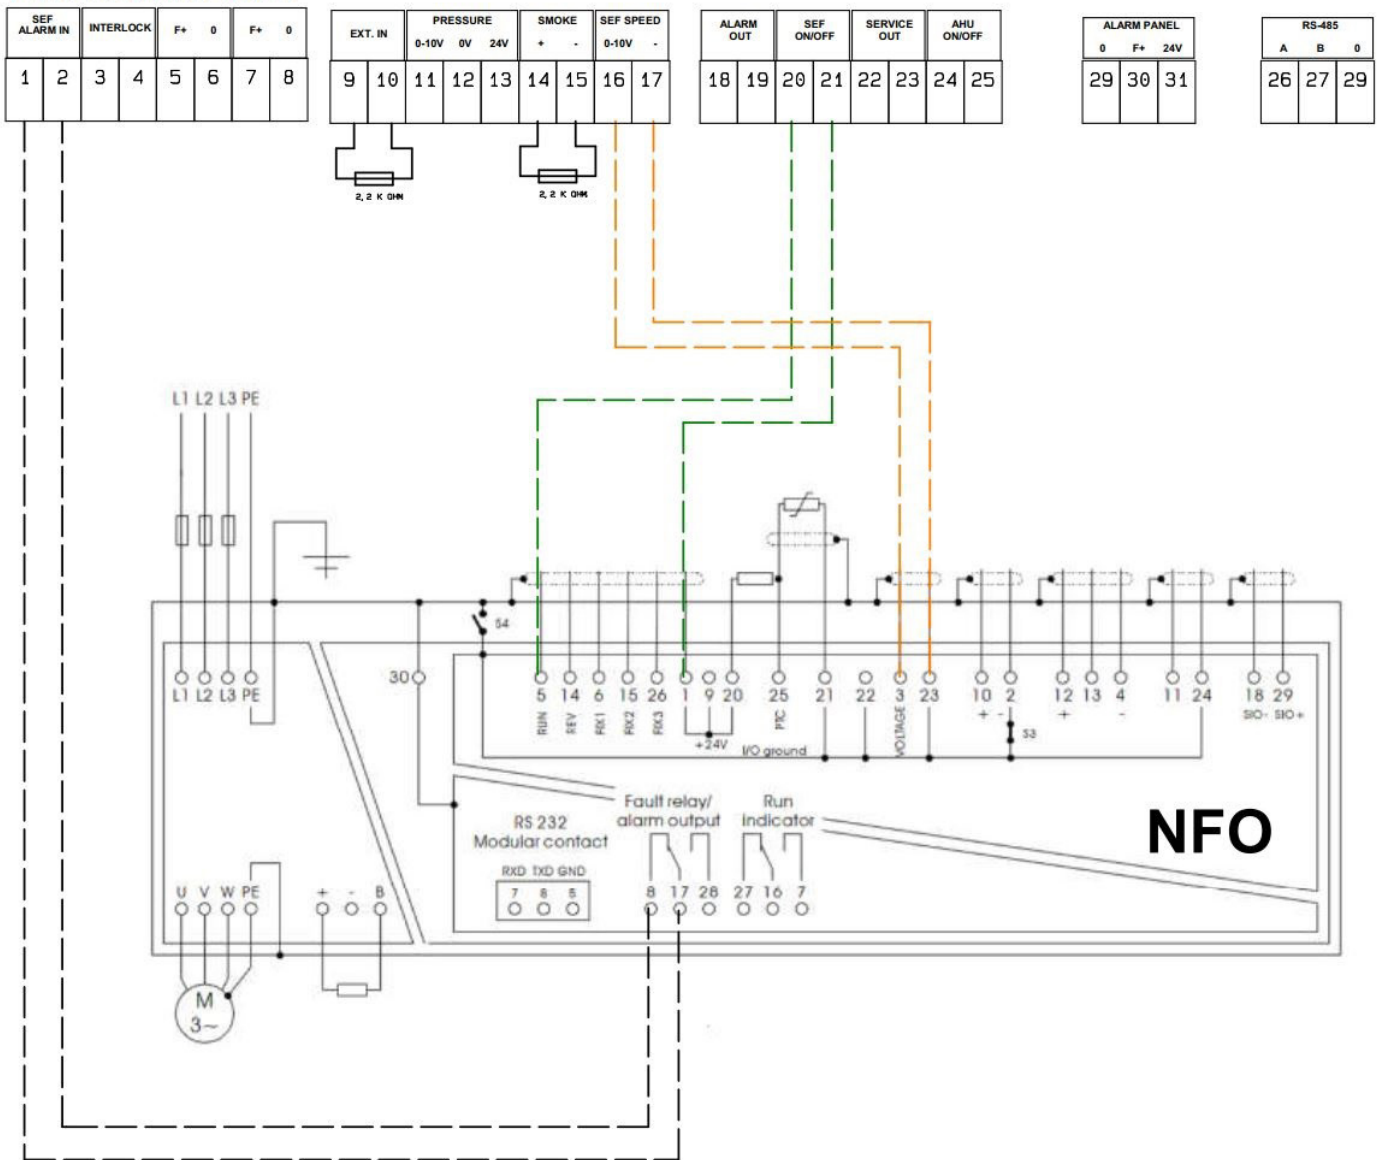 SEF
ALARM IN
INTERLOCK
F+ 0
F+ 0
1 2 3 4 5 6 7 8
EXT. IN
PRESSURE
0-10V 0V 24V
SMOKE
+ -
SEF SPEED
0-10V -
9 10 11 12 13 14 15 16 17
ALARM
OUT
SEF
ON/OFF
SERVICE
OUT
AHU
ON/OFF
18 19 20 21 22 23 24 25
ALARM PANEL
0 F+ 24V
29 30 31
RS-485
A B 0
26 27 29
2,2 K OHM
2,2 K OHM
L1 L2 L3 PE
S4
30
L1 L2 L3 PE
5 14 6 15 26 1 9 20 25 21 22 3 23 10 2 12 13 4 11 24 18 29
RUN
REV
FIX1
FIX2
FIX3
+24V
PTC
I/O ground
VOLTAGE
+ -
S3
+ -
SIO- SIO+
NFO
RS 232
Modular contact
RXD TXD GND
7 8 5
Fault relay/
alarm output
8 17 28
Run
indicator
27 16 7
U V W PE
+ - B
M
3~